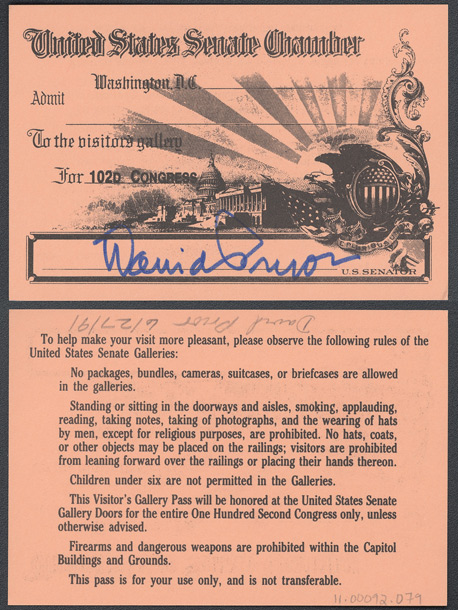 United States Senate Chamber
Washington, D.C.
Admit
To the visitors gallery
For 102D CONGRESS
David Pryor
U.S. SENATOR
E PLURIBUS
David Prior 6/27/91
To help make your visit more pleasant, please observe the following rules of the
United States Senate Galleries:
No packages, bundles, cameras, suitcases, or briefcases are allowed
in the galleries.
Standing or sitting in the doorways and aisles, smoking, applauding,
reading, taking notes, taking of photographs, and the wearing of hats
by men, except for religious purposes, are prohibited. No hats, coats,
or other objects may be placed on the railings; visitors are prohibited
from leaning forward over the railings or placing their hands thereon.
Children under six are not permitted in the Galleries.
This Visitor's Gallery Pass will be honored at the United States Senate
Gallery Doors for the entire One Hundred Second Congress only, unless
otherwise advised.
Firearms and dangerous weapons are prohibited within the Capitol
Buildings and Grounds.
This pass is for your use only, and is not transferable.
11.00092.079